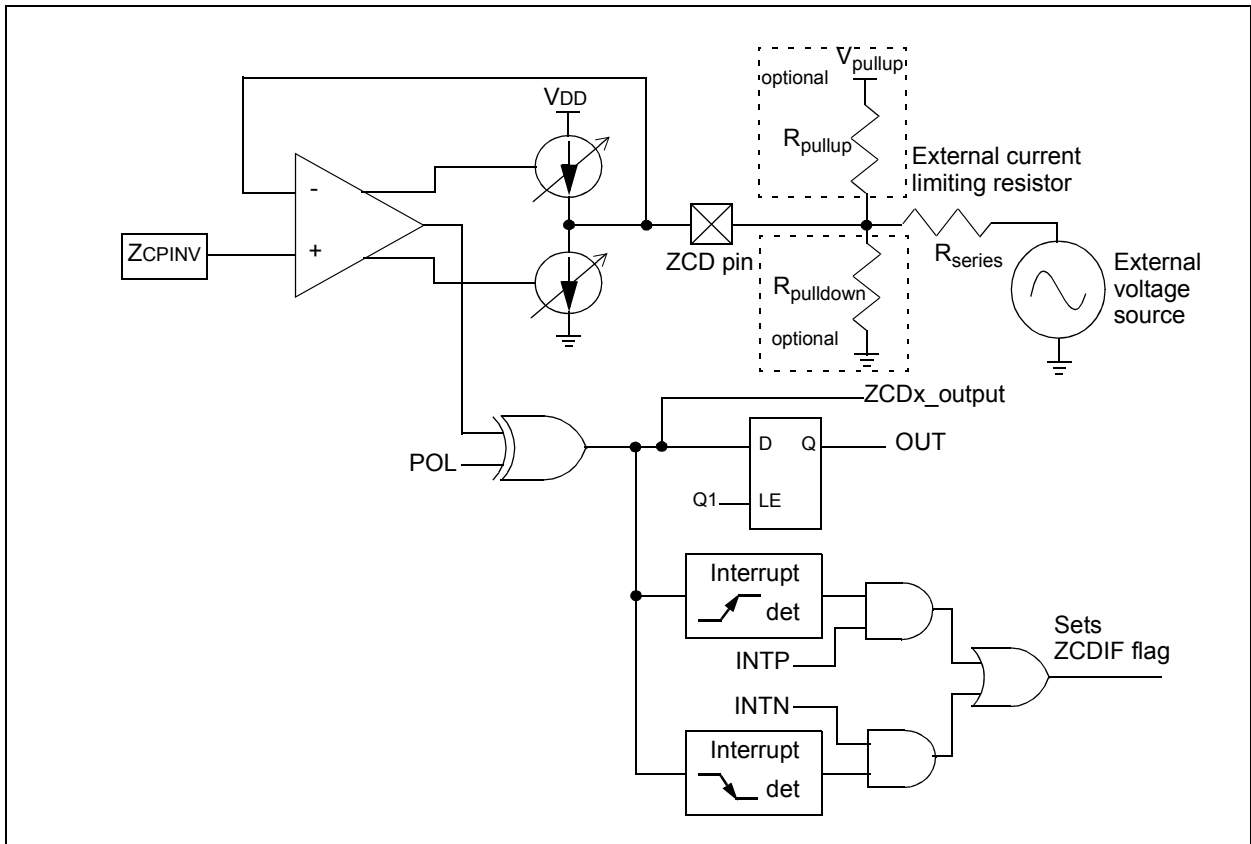 Vpullup
optional
VDD
Rpullup
External current
limiting resistor
-
+
ZCPINV
ZCD pin
Rseries
Rpulldown
optional
External
voltage
source
ZCDx_output
POL
D
Q
OUT
Q1
LE
Interrupt
det
INTP
Sets
ZCDIF flag
INTN
Interrupt
det